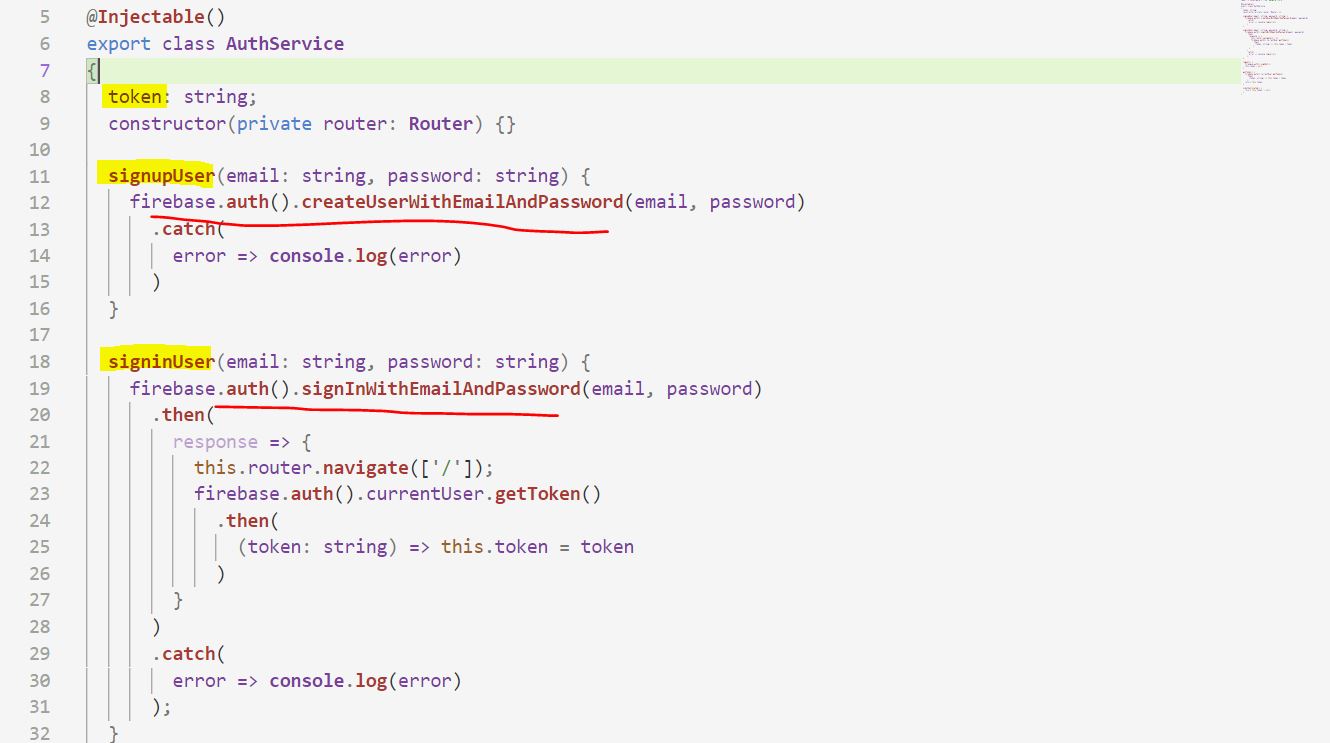 5 @Injectable()
6 export class AuthService
7 {
8 token: string;
9 constructor(private router: Router) {}
10
11 signupUser(email: string, password: string) {
12 firebase.auth().createUserWithEmailAndPassword(email, password)
13 .catch(
14 error => console.log(error)
15 )
16 }
17
18 signinUser(email: string, password: string) {
19 firebase.auth().signInWithEmailAndPassword(email, password)
20 .then(
21 response => {
22 this.router.navigate(['/']);
23 firebase.auth().currentUser.getToken()
24 .then(
25 (token: string) => this.token = token
26 )
27 }
28 )
29 .catch(
30 error => console.log(error)
31 );
32 }